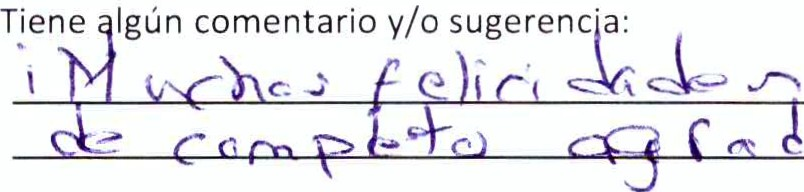 Tiene algún comentario y/o sugerencia:
¡Muchas felicidades
de completo agrad